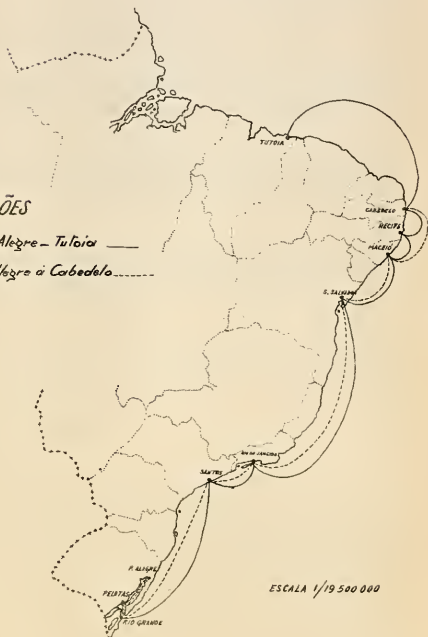 TUTOIA
CABEDELO
RECIFE
MACEIÓ
ÕES
Alegre – Tutoia
legre á Cabedelo
S. SALVADOR
RIO DE JANEIRO
SANTOS
P. ALEGRE
PELOTAS
RIO GRANDE
ESCALA 1/19 500 000